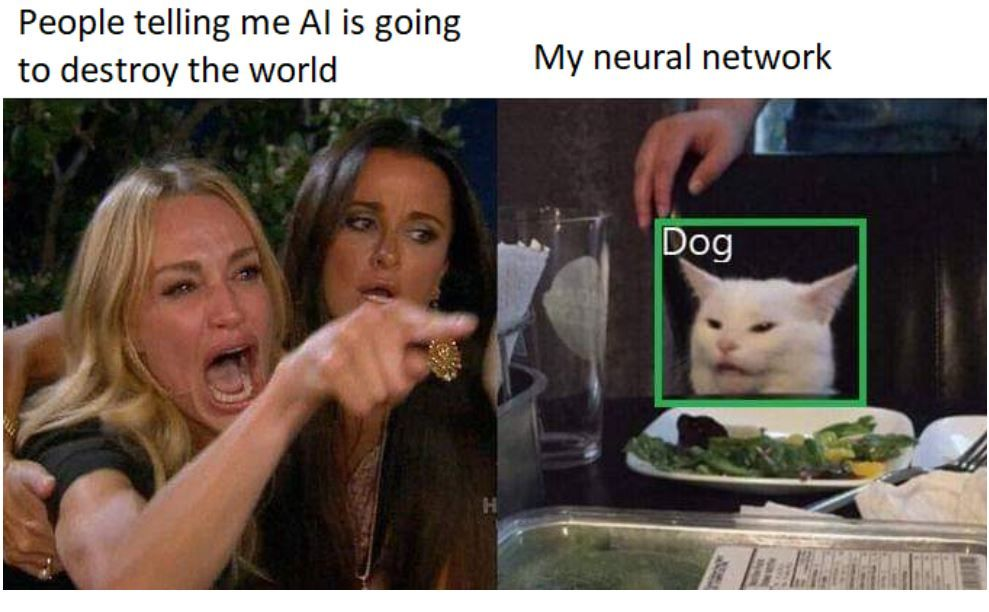 People telling me AI is going
to destroy the world
My neural network
Dog